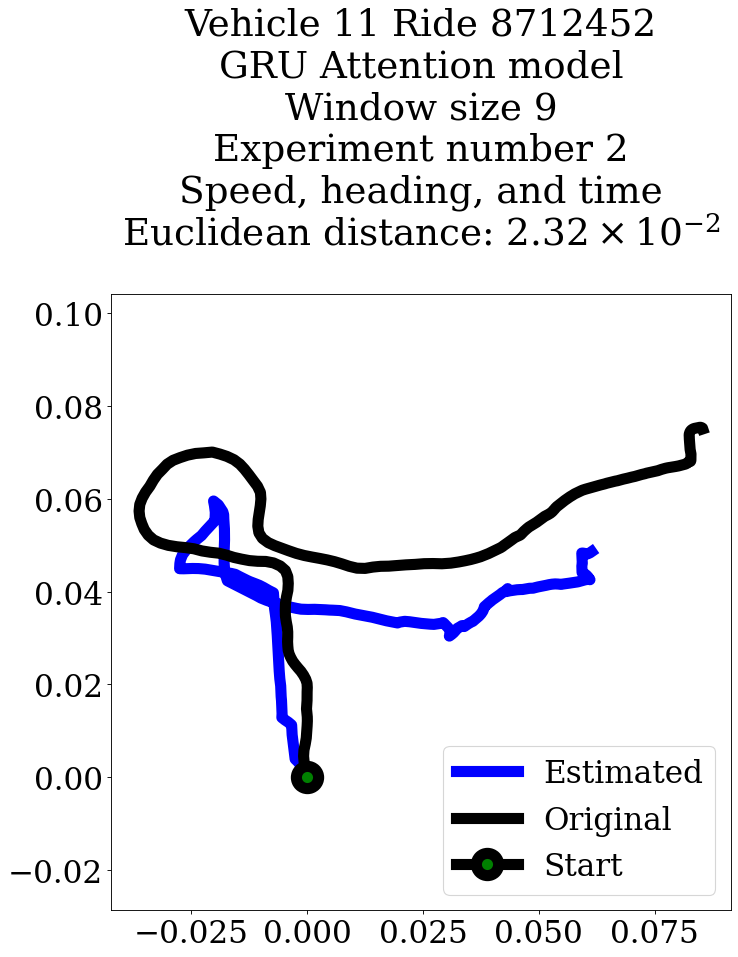 Vehicle 11 Ride 8712452
GRU Attention model
Window size 9
Experiment number 2
Speed, heading, and time
Euclidean distance: 2.32 × 10⁻²
0.10
0.08
0.06
0.04
0.02
0.00
−0.02
Estimated
Original
Start
−0.025 0.000 0.025 0.050 0.075